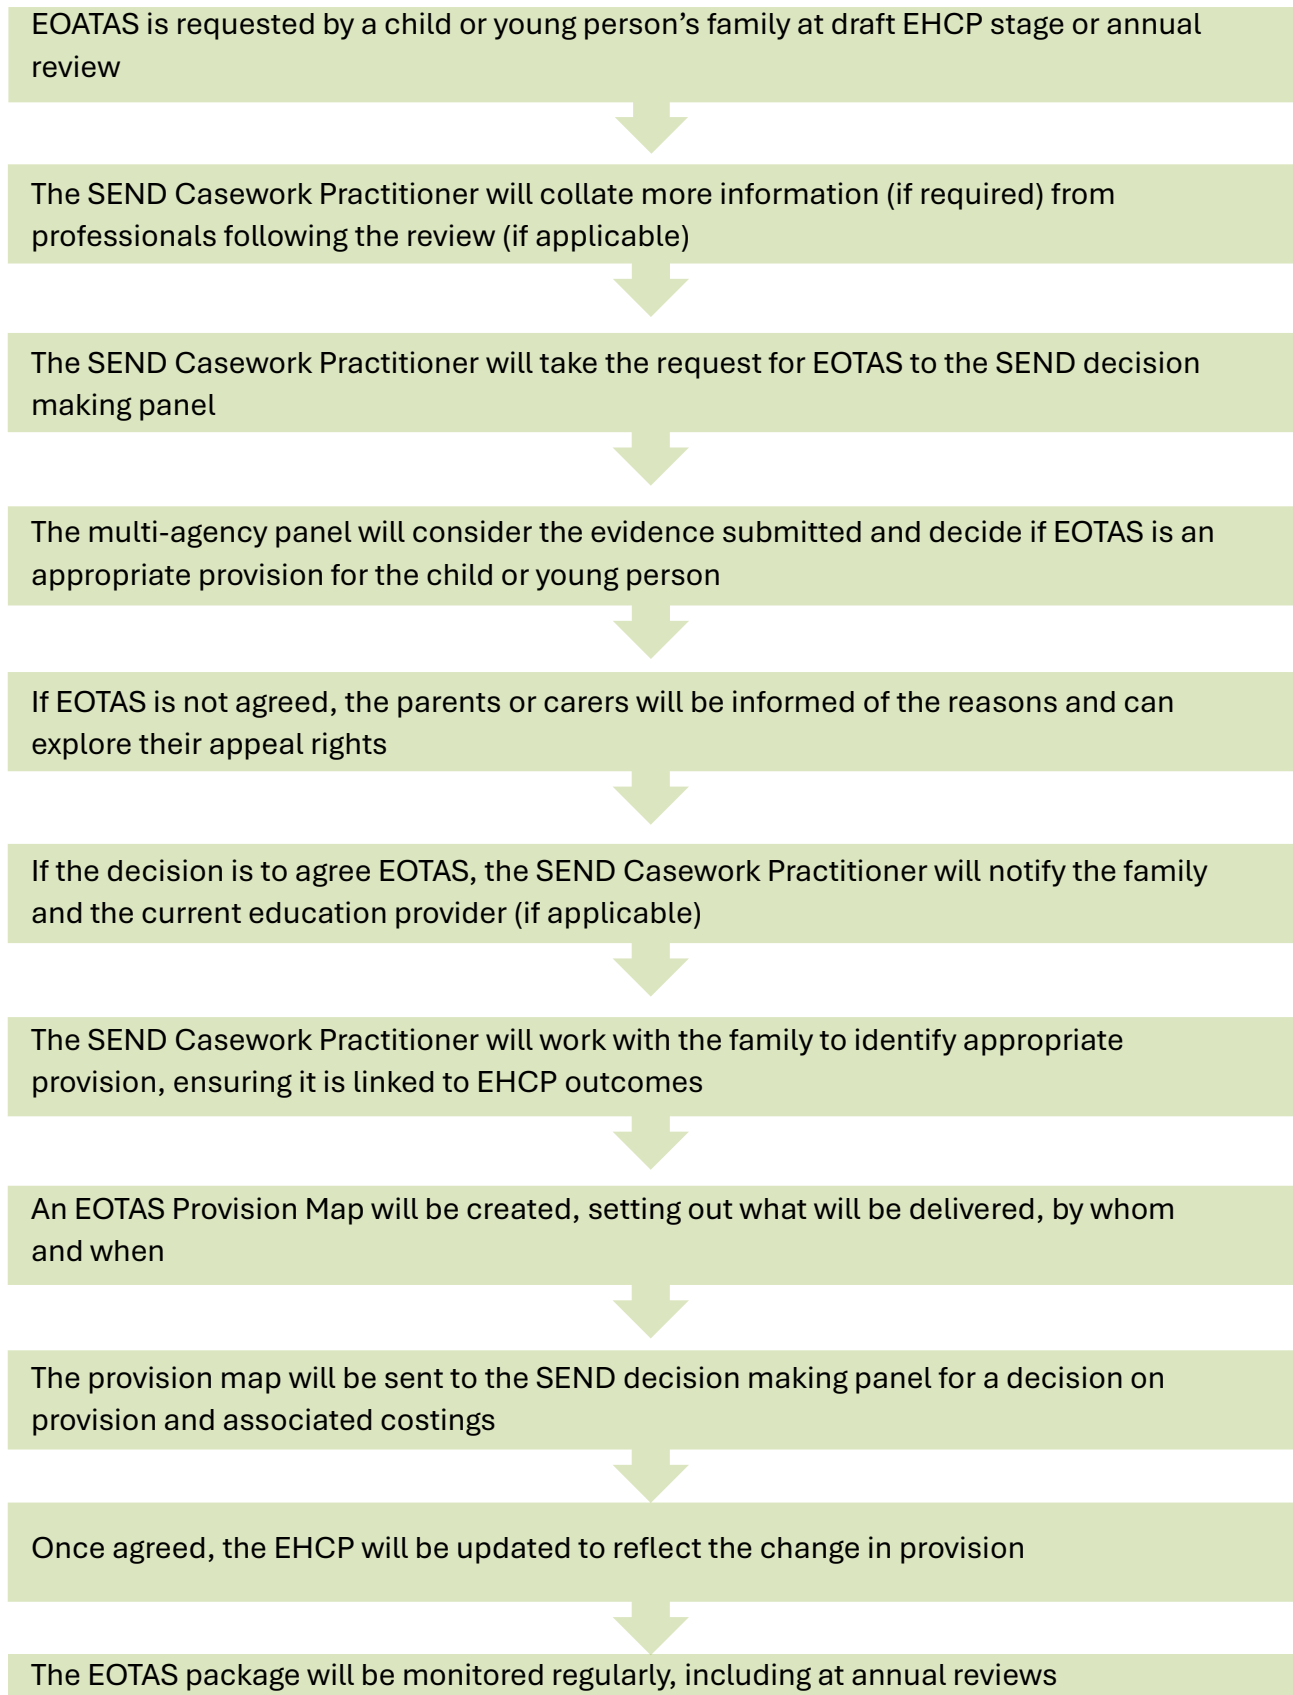 EOATAS is requested by a child or young person’s family at draft EHCP stage or annual
review
The SEND Casework Practitioner will collate more information (if required) from
professionals following the review (if applicable)
The SEND Casework Practitioner will take the request for EOTAS to the SEND decision
making panel
The multi-agency panel will consider the evidence submitted and decide if EOTAS is an
appropriate provision for the child or young person
If EOTAS is not agreed, the parents or carers will be informed of the reasons and can
explore their appeal rights
If the decision is to agree EOTAS, the SEND Casework Practitioner will notify the family
and the current education provider (if applicable)
The SEND Casework Practitioner will work with the family to identify appropriate
provision, ensuring it is linked to EHCP outcomes
An EOTAS Provision Map will be created, setting out what will be delivered, by whom
and when
The provision map will be sent to the SEND decision making panel for a decision on
provision and associated costings
Once agreed, the EHCP will be updated to reflect the change in provision
The EOTAS package will be monitored regularly, including at annual reviews